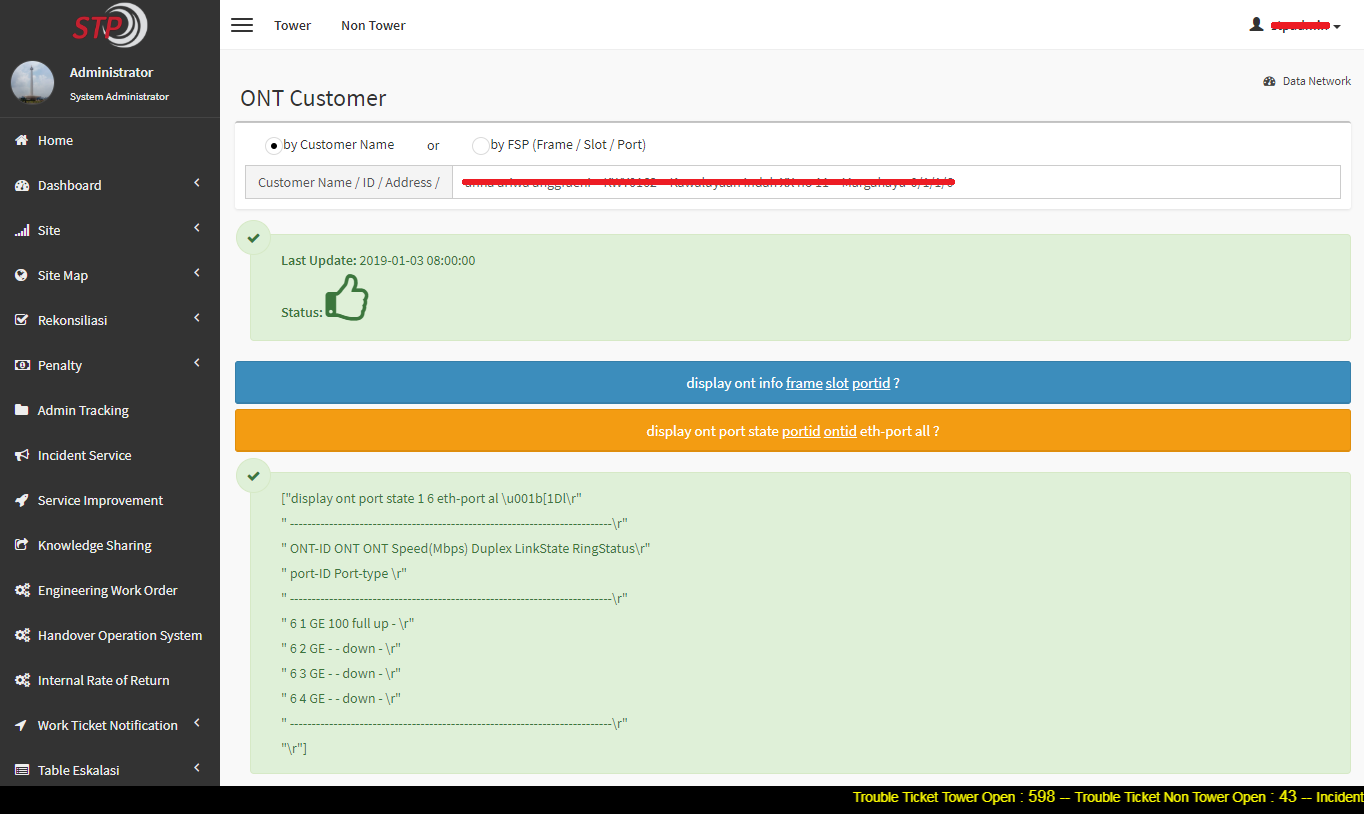 STP
Tower
Non Tower
Administrator
System Administrator
Data Network
ONT Customer
by Customer Name
or
by FSP (Frame / Slot / Port)
Customer Name / ID / Address /
Home
Dashboard
Site
Site Map
Rekonsiliasi
Penalty
Admin Tracking
Incident Service
Service Improvement
Knowledge Sharing
Engineering Work Order
Handover Operation System
Internal Rate of Return
Work Ticket Notification
Table Eskalasi
Last Update: 2019-01-03 08:00:00
Status:
display ont info frame slot portid ?
display ont port state portid ontid eth-port all ?
["display ont port state 1 6 eth-port al \u001b[1Dl\r"
" ---------------------------------------------------------------------------\r"
" ONT-ID ONT ONT Speed(Mbps) Duplex LinkState RingStatus\r"
" port-ID Port-type \r"
" ---------------------------------------------------------------------------\r"
" 6 1 GE 100 full up - \r"
" 6 2 GE - - down - \r"
" 6 3 GE - - down - \r"
" 6 4 GE - - down - \r"
" ---------------------------------------------------------------------------\r"
"\r"]
Trouble Ticket Tower Open : 598 -- Trouble Ticket Non Tower Open : 43 -- Incident